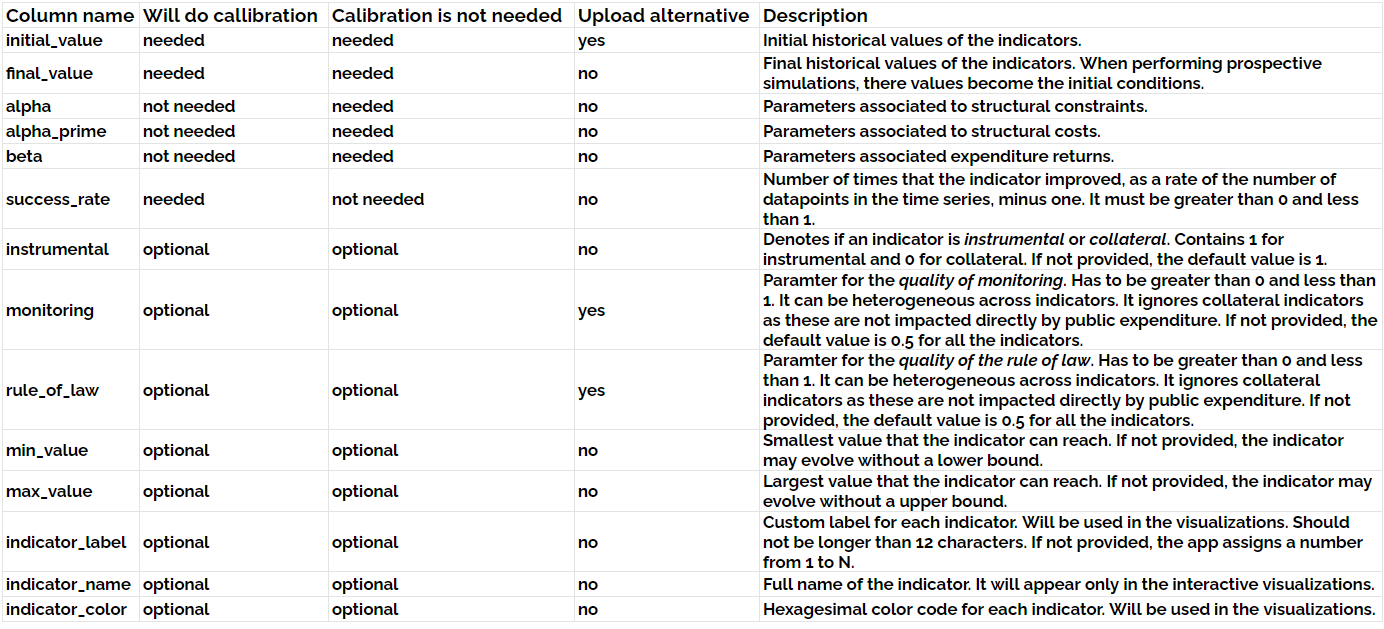 Column name Will do callibration Calibration is not needed Upload alternative Description
initial_value needed needed yes Initial historical values of the indicators.
final_value needed needed no Final historical values of the indicators. When performing prospective
simulations, there values become the initial conditions.
alpha not needed needed no Parameters associated to structural constraints.
alpha_prime not needed needed no Parameters associated to structural costs.
beta not needed needed no Parameters associated expenditure returns.
success_rate needed not needed no Number of times that the indicator improved, as a rate of the number of
datapoints in the time series, minus one. It must be greater than 0 and less
than 1.
instrumental optional optional no Denotes if an indicator is instrumental or collateral. Contains 1 for
instrumental and 0 for collateral. If not provided, the default value is 1.
monitoring optional optional yes Paramter for the quality of monitoring. Has to be greater than 0 and less than
1. It can be heterogeneous across indicators. It ignores collateral indicators
as these are not impacted directly by public expenditure. If not provided, the
default value is 0.5 for all the indicators.
rule_of_law optional optional yes Paramter for the quality of the rule of law. Has to be greater than 0 and less
than 1. It can be heterogeneous across indicators. It ignores collateral
indicators as these are not impacted directly by public expenditure. If not
provided, the default value is 0.5 for all the indicators.
min_value optional optional no Smallest value that the indicator can reach. If not provided, the indicator
may evolve without a lower bound.
max_value optional optional no Largest value that the indicator can reach. If not provided, the indicator may
evolve without a upper bound.
indicator_label optional optional no Custom label for each indicator. Will be used in the visualizations. Should
not be longer than 12 characters. If not provided, the app assigns a number
from 1 to N.
indicator_name optional optional no Full name of the indicator. It will appear only in the interactive visualizations.
indicator_color optional optional no Hexagesimal color code for each indicator. Will be used in the visualizations.